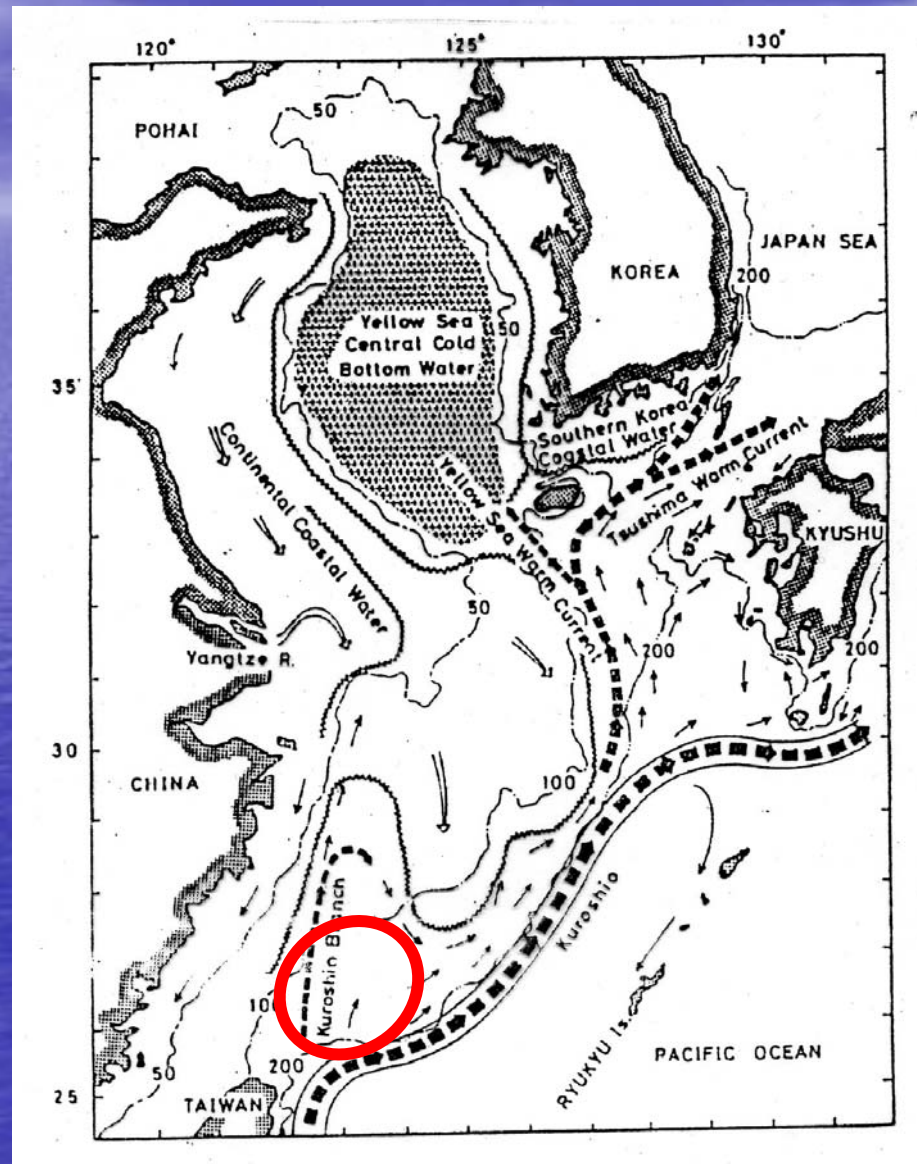 120°
125°
130°
50
POHAI
JAPAN SEA
KOREA
200
50
Yellow Sea
Central Cold
Bottom Water
35°
Southern Korea
Coastal Water
Continental Coastal Water
Yellow Sea Warm Current
Tsushima Warm Current
KYUSHU
50
200
200
Yangtze R.
30
CHINA
100
Kuroshio
Kuroshio Branch
100
RYUKYU Is.
PACIFIC OCEAN
50
200
TAIWAN
25